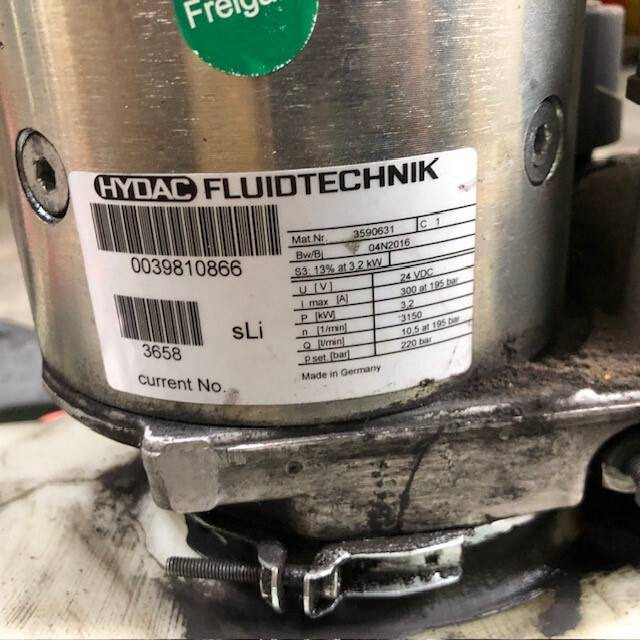 HYDAC FLUIDTECHNIK
0039810866
3658
sLi
current No.
Mat Nr. 3590631 C 1
Bw/Bj 04N2016
S3: 13% at 3,2 kW
U [V] 24 VDC
I max [A] 300 at 195 bar
P [kW] 3,2
n [1/min] 3150
Q [l/min] 10,5 at 195 bar
P set. [bar] 220 bar
Made in Germany